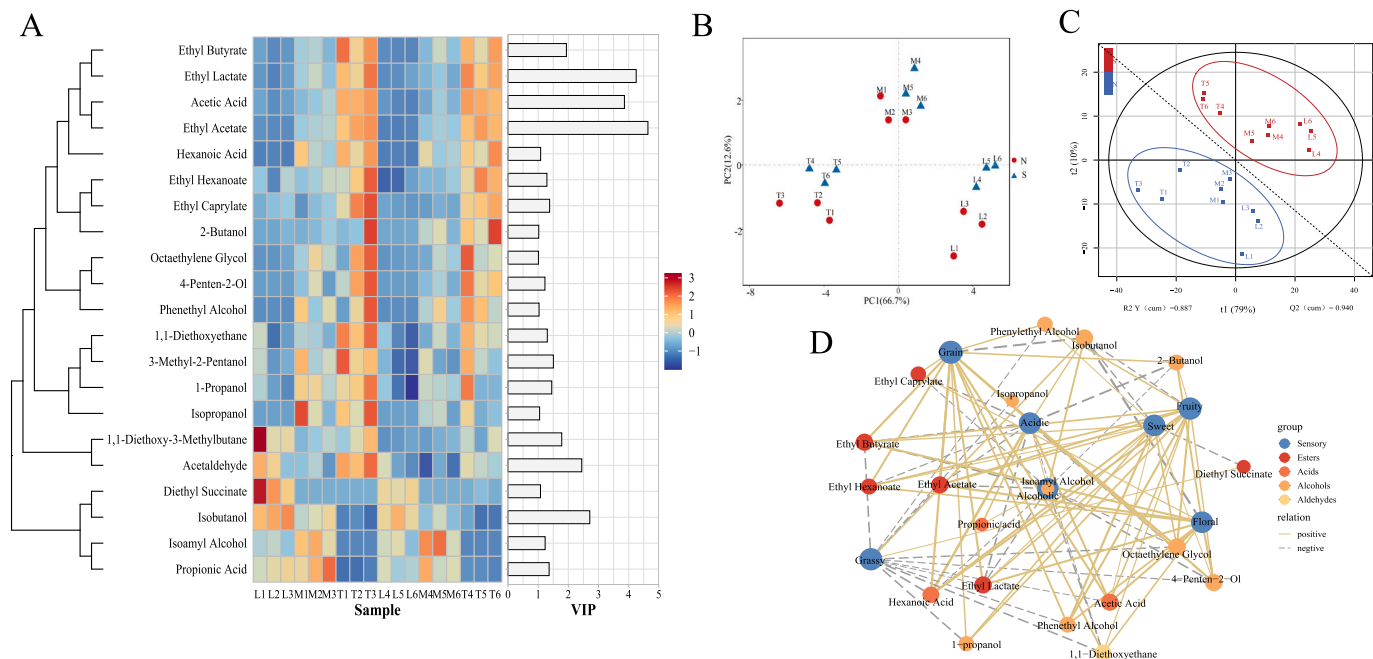 A
Ethyl Butyrate
Ethyl Lactate
Acetic Acid
Ethyl Acetate
Hexanoic Acid
Ethyl Hexanoate
Ethyl Caprylate
2-Butanol
Octaethylene Glycol
4-Penten-2-Ol
Phenethyl Alcohol
1,1-Diethoxyethane
3-Methyl-2-Pentanol
1-Propanol
Isopropanol
1,1-Diethoxy-3-Methylbutane
Acetaldehyde
Diethyl Succinate
Isobutanol
Isoamyl Alcohol
Propionic Acid
L1 L2 L3 M1 M2 M3 T1 T2 T3 L4 L5 L6 M4 M5 M6 T4 T5 T6
Sample
0 1 2 3 4 5
VIP
3
2
1
0
−1
B
M4
M1
M5
M6
M2
M3
T4
T5
T6
L5
L6
L4
T3
T2
T1
L3
L2
L1
N
S
2
0
-2
PC2(12.6%)
-8
-4
0
4
PC1(66.7%)
C
T5
T6
T4
M6
M5
M4
L6
L5
L4
T2
T3
T1
M3
M2
M1
L3
L2
L1
20
10
0
−10
−20
t2 (10%)
−40
−20
0
20
40
R2 Y （cum）=0.887
t1 (79%)
Q2（cum）= 0.940
D
Phenylethyl Alcohol
Isobutanol
Grain
2−Butanol
Ethyl Caprylate
Isopropanol
Fruity
Acidic
Sweet
Ethyl Butyrate
Diethyl Succinate
Ethyl Hexanoate
Ethyl Acetate
Isoamyl Alcohol
Alcoholic
Propionic acid
Floral
Grassy
Octaethylene Glycol
4−Penten−2−Ol
Ethyl Lactate
Hexanoic Acid
Acetic Acid
Phenethyl Alcohol
1−propanol
1,1−Diethoxyethane
group
Sensory
Esters
Acids
Alcohols
Aldehydes
relation
positive
negtive